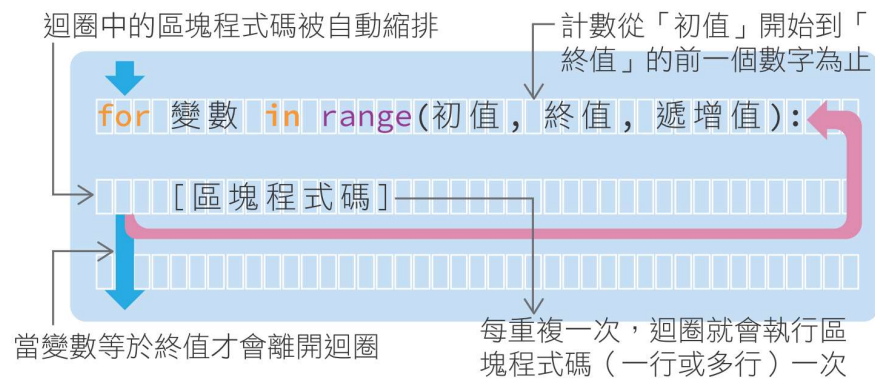 迴圈中的區塊程式碼被自動縮排
計數從「初值」開始到「
終值」的前一個數字為止
for 變數 in range(初值, 終值, 遞增值):
[區塊程式碼]
當變數等於終值才會離開迴圈
每重複一次，迴圈就會執行區
塊程式碼（一行或多行）一次